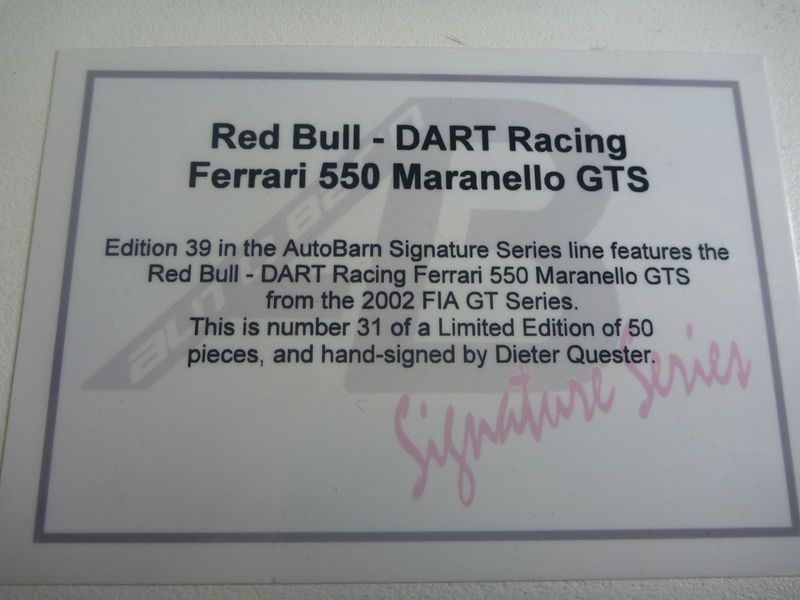 Red Bull - DART Racing
Ferrari 550 Maranello GTS
Edition 39 in the AutoBarn Signature Series line features the
Red Bull - DART Racing Ferrari 550 Maranello GTS
from the 2002 FIA GT Series.
This is number 31 of a Limited Edition of 50
pieces, and hand-signed by Dieter Quester.
Signature Series
AUTO BARN